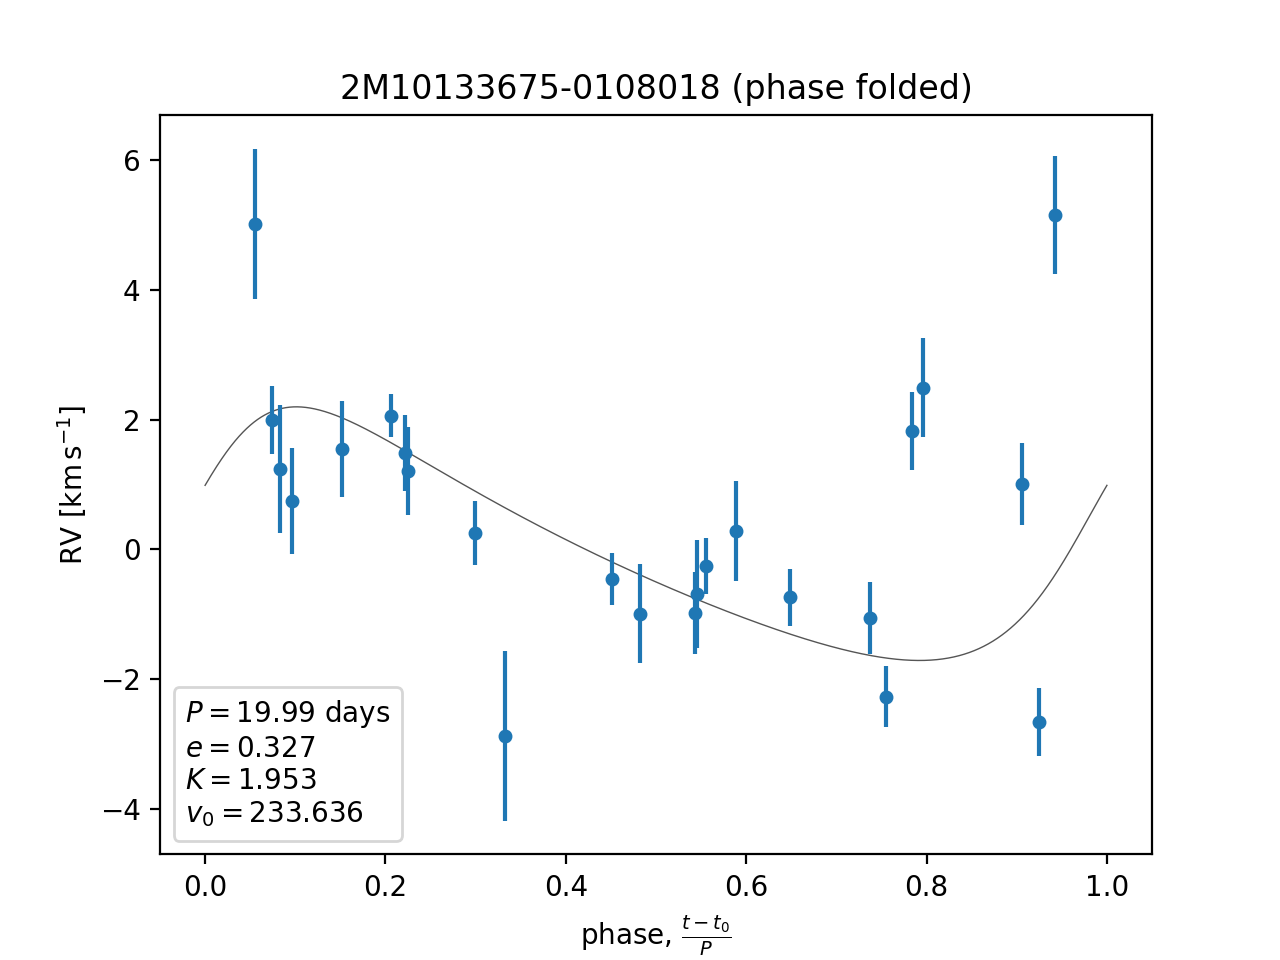 2M10133675-0108018 (phase folded)
RV [km s⁻¹]
6
4
2
0
−2
−4
P = 19.99 days
e = 0.327
K = 1.953
v₀ = 233.636
0.0 0.2 0.4 0.6 0.8 1.0
phase, (t − t₀)/P